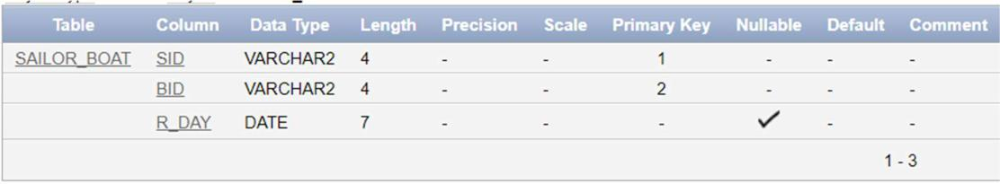 Table Column Data Type Length Precision Scale Primary Key Nullable Default Comment
SAILOR_BOAT SID VARCHAR2 4 - - 1 - - -
BID VARCHAR2 4 - - 2 - - -
R_DAY DATE 7 - - - ✓ - -
1 - 3